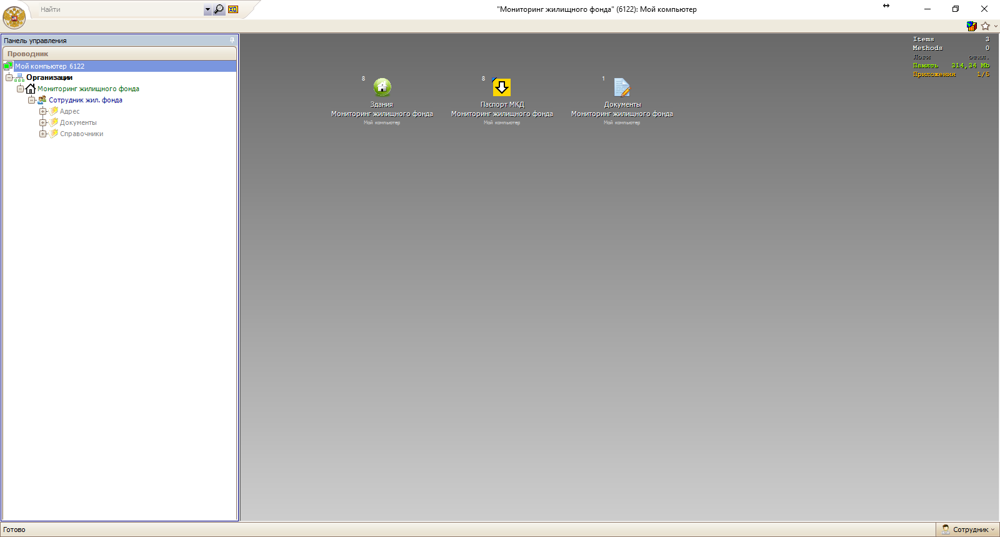 Найти
XQ
"Мониторинг жилищного фонда" (6122): Мой компьютер
Панель управления
Проводник
Мой компьютер 6122
Организации
Мониторинг жилищного фонда
Сотрудник жил. фонда
Адрес
Документы
Справочники
8
Здания
Мониторинг жилищного фонда
Мой компьютер
8
Паспорт МКД
Мониторинг жилищного фонда
Мой компьютер
1
Документы
Мониторинг жилищного фонда
Мой компьютер
Items 3
Methods 0
Логи откл.
Память 314,34 Mb
Приложения 1/5
Готово
Сотрудник